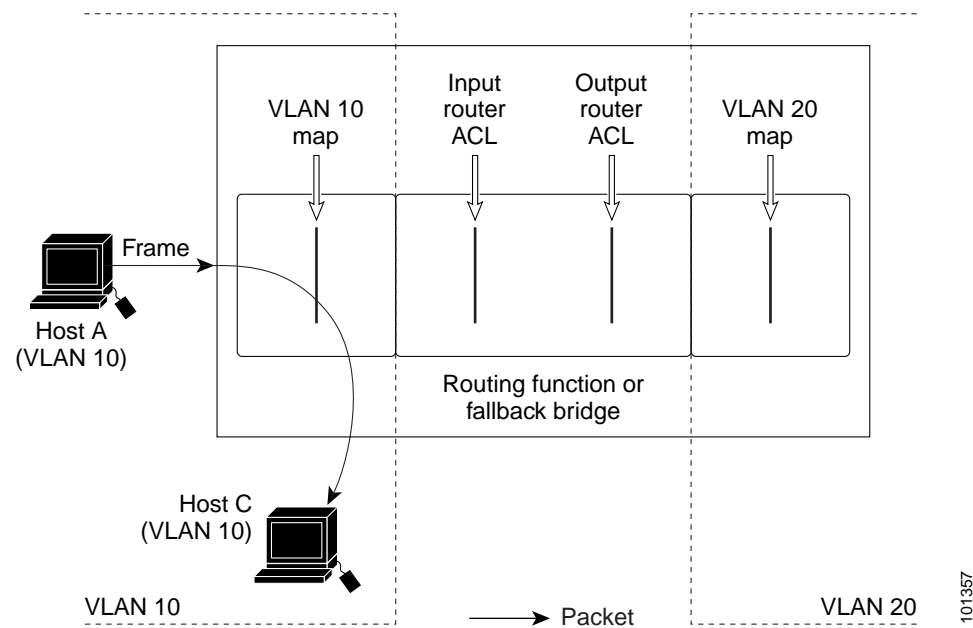 VLAN 10
map
Input
router
ACL
Output
router
ACL
VLAN 20
map
Frame
Host A
(VLAN 10)
Routing function or
fallback bridge
Host C
(VLAN 10)
VLAN 10
Packet
VLAN 20
101357